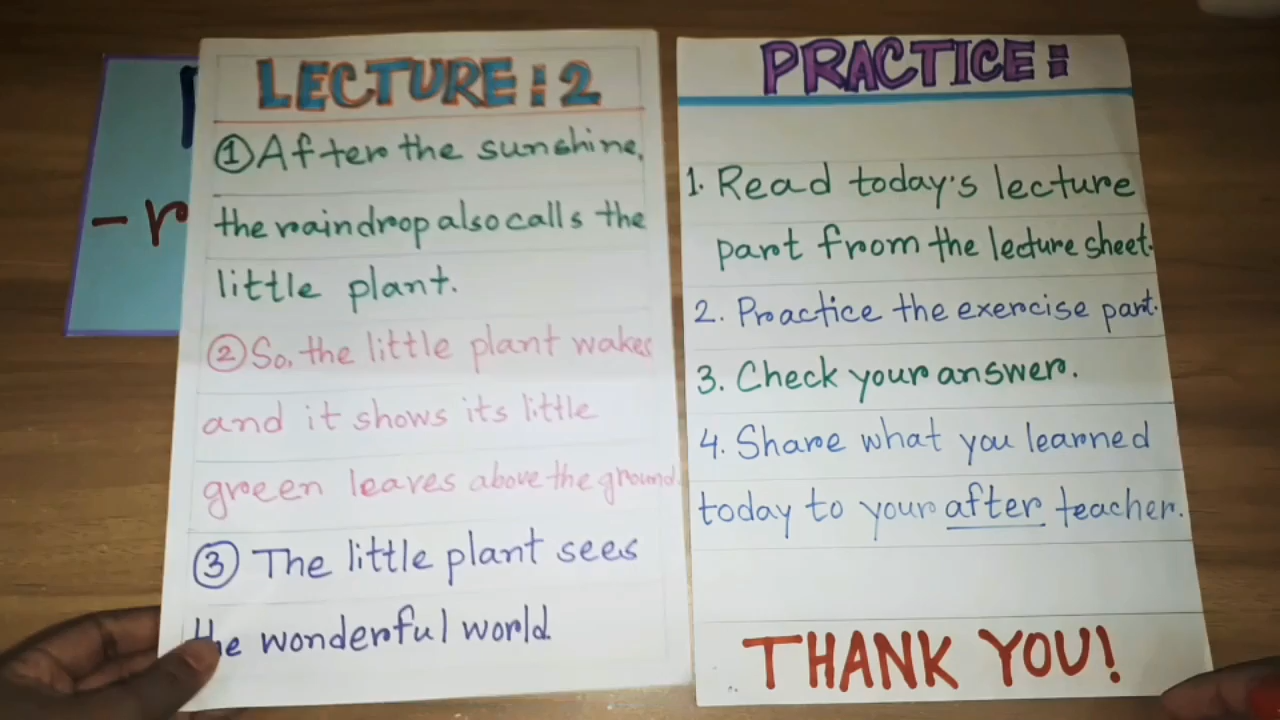 LECTURE: 2
① After the sunshine,
the raindrop also calls the
little plant.
② So, the little plant wakes
and it shows its little
green leaves above the ground.
③ The little plant sees
the wonderful world
PRACTICE:
1. Read today's lecture
part from the lecture sheet.
2. Practice the exercise part.
3. Check your answer.
4. Share what you learned
today to your after teacher.
THANK YOU!